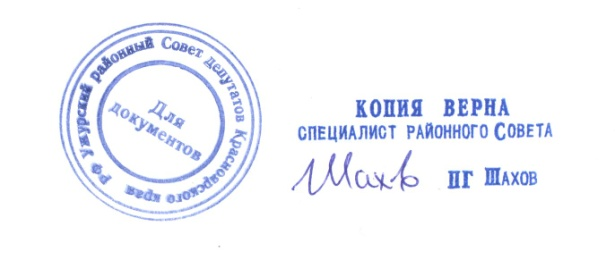 РФ Ужурский районный Совет депутатов Красноярского края
Для
документов
КОПИЯ ВЕРНА
СПЕЦИАЛИСТ РАЙОННОГО СОВЕТА
Шахов ПГ ШАХОВ